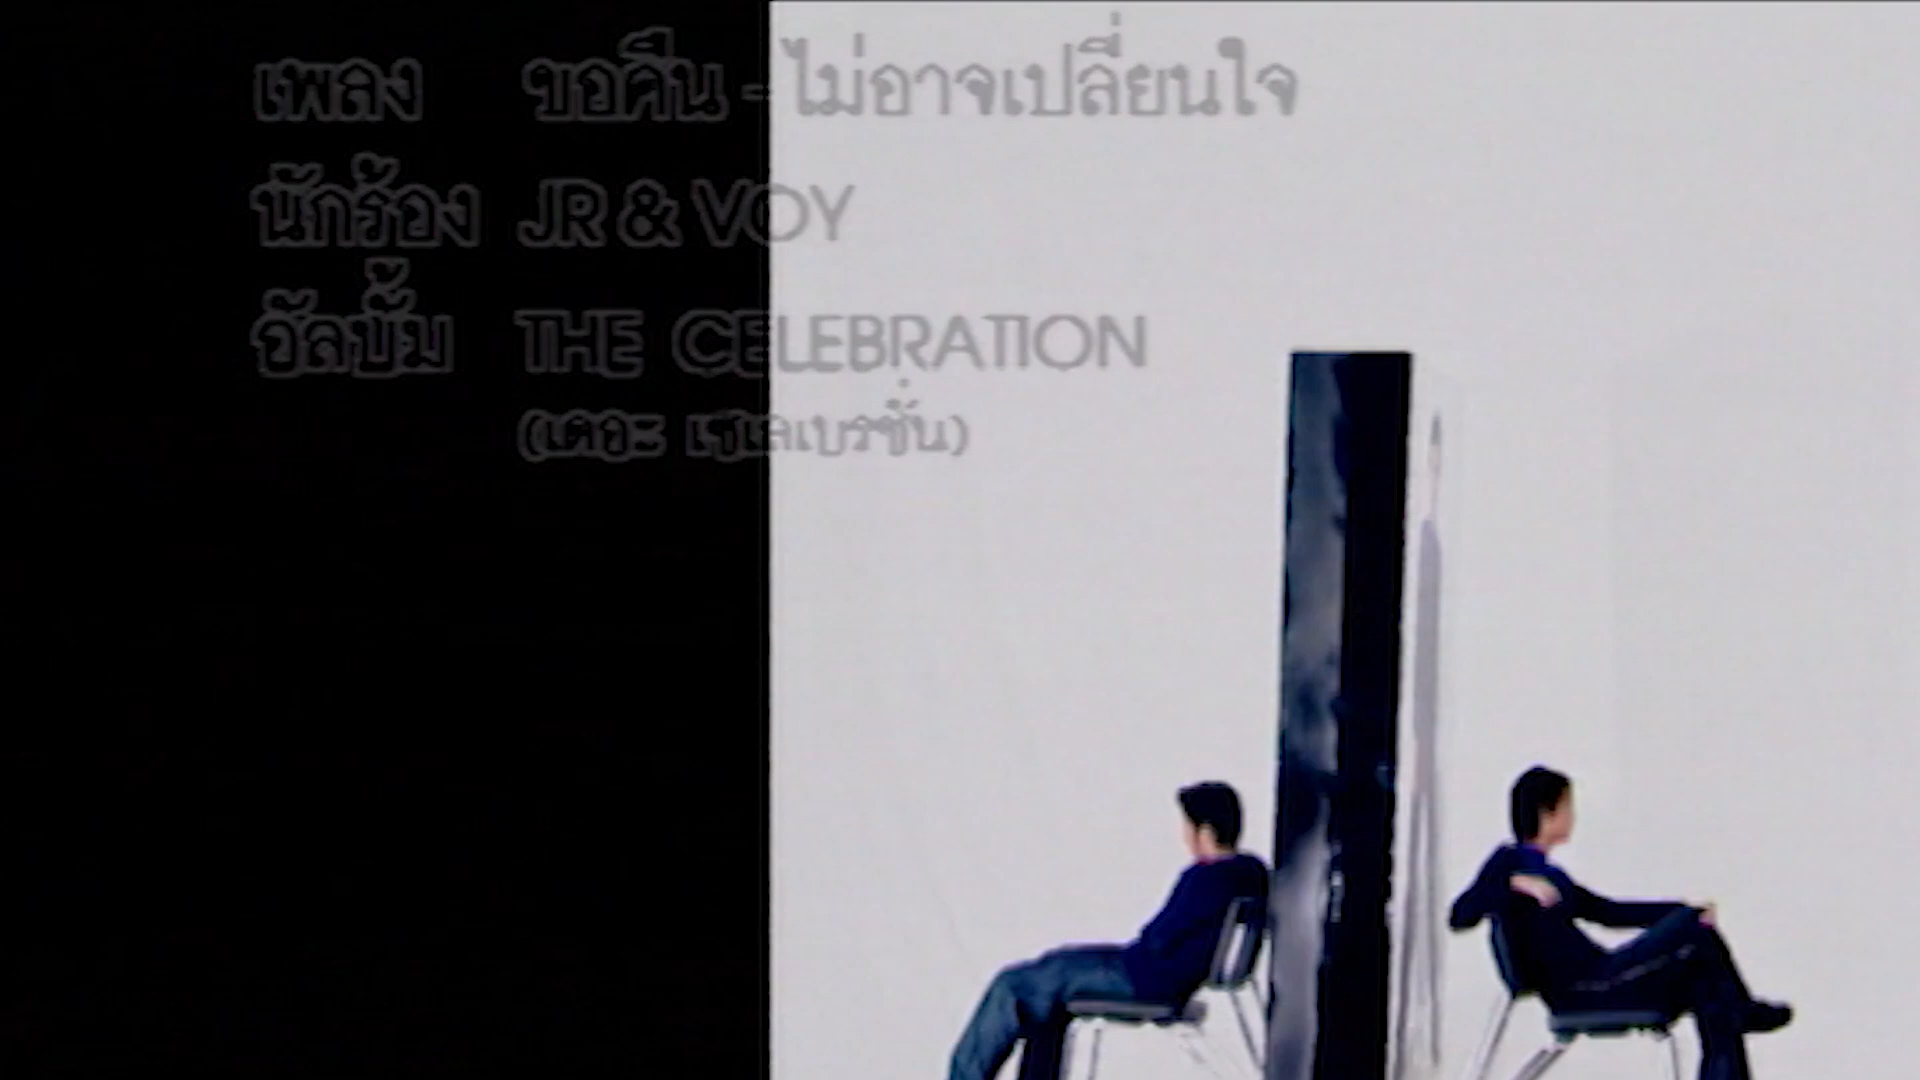 เพลง ขอคืน - ไม่อาจเปลี่ยนใจ
นักร้อง JR & VOY
อัลบั้ม THE CELEBRATION
(เดอะ เซเลเบรชั่น)